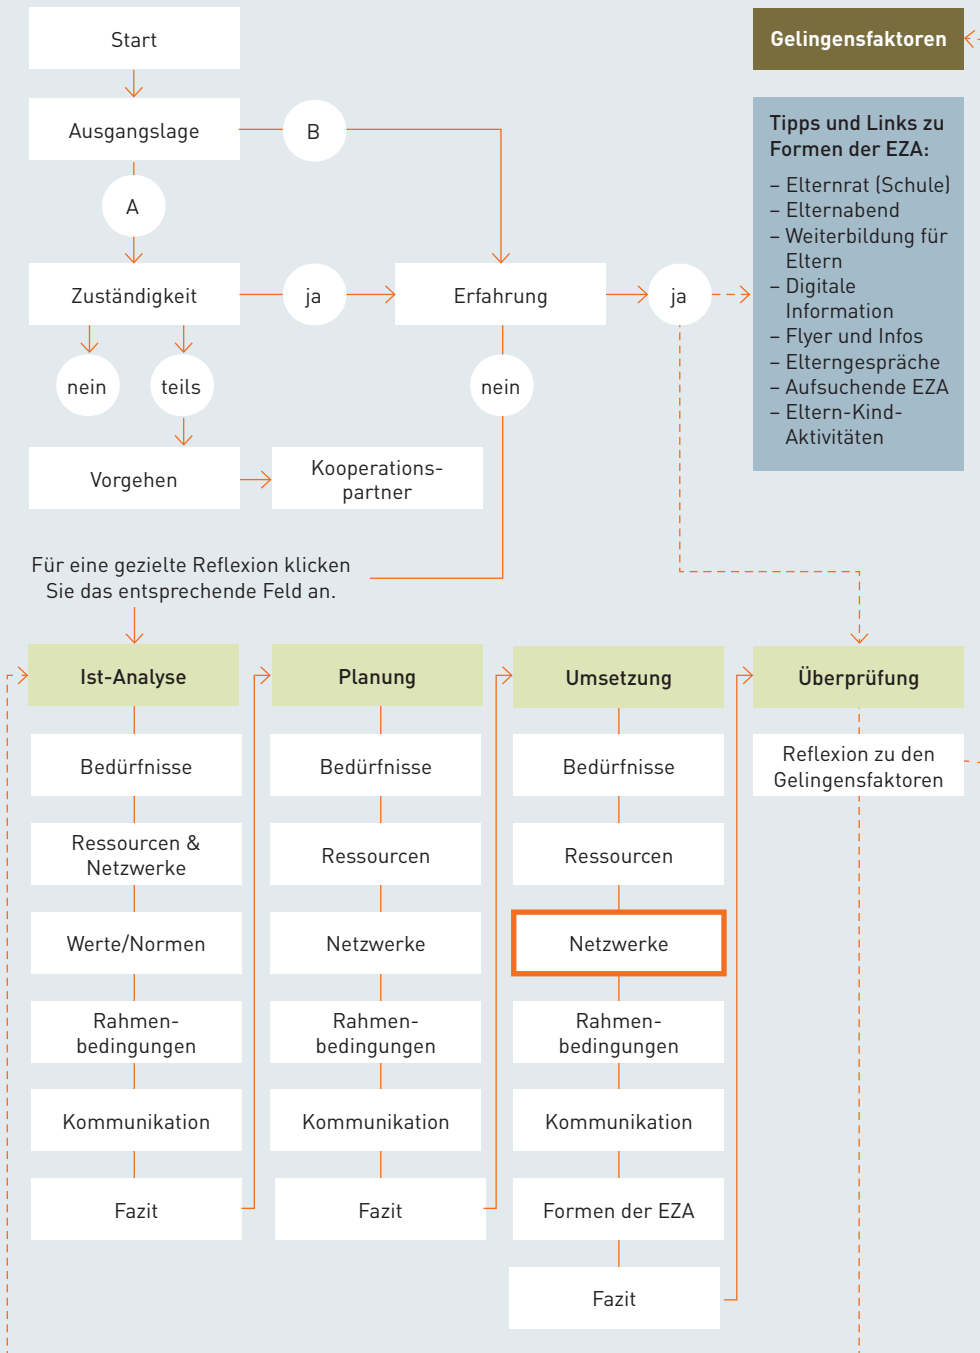 Start
Gelingensfaktoren
Ausgangslage
B
A
Tipps und Links zu
Formen der EZA:
– Elternrat (Schule)
– Elternabend
– Weiterbildung für
Eltern
– Digitale
Information
– Flyer und Infos
– Elterngespräche
– Aufsuchende EZA
– Eltern-Kind-
Aktivitäten
Zuständigkeit
ja
Erfahrung
ja
nein
teils
nein
Vorgehen
Kooperations-
partner
Für eine gezielte Reflexion klicken
Sie das entsprechende Feld an.
Ist-Analyse
Bedürfnisse
Ressourcen &
Netzwerke
Werte/Normen
Rahmen-
bedingungen
Kommunikation
Fazit
Planung
Bedürfnisse
Ressourcen
Netzwerke
Rahmen-
bedingungen
Kommunikation
Fazit
Umsetzung
Bedürfnisse
Ressourcen
Netzwerke
Rahmen-
bedingungen
Kommunikation
Formen der EZA
Fazit
Überprüfung
Reflexion zu den
Gelingensfaktoren